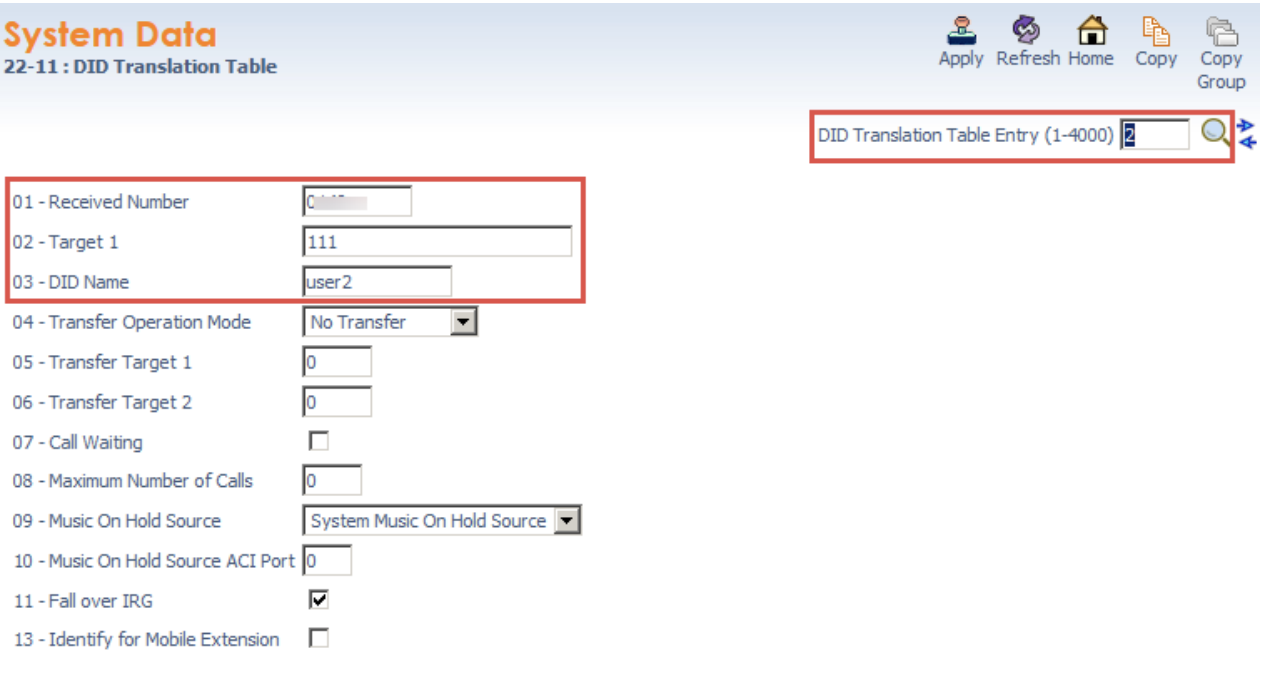 System Data
22-11 : DID Translation Table
Apply Refresh Home Copy Copy Group
DID Translation Table Entry (1-4000) 2
01 - Received Number
02 - Target 1 111
03 - DID Name user2
04 - Transfer Operation Mode No Transfer
05 - Transfer Target 1 0
06 - Transfer Target 2 0
07 - Call Waiting
08 - Maximum Number of Calls 0
09 - Music On Hold Source System Music On Hold Source
10 - Music On Hold Source ACI Port 0
11 - Fall over IRG
13 - Identify for Mobile Extension